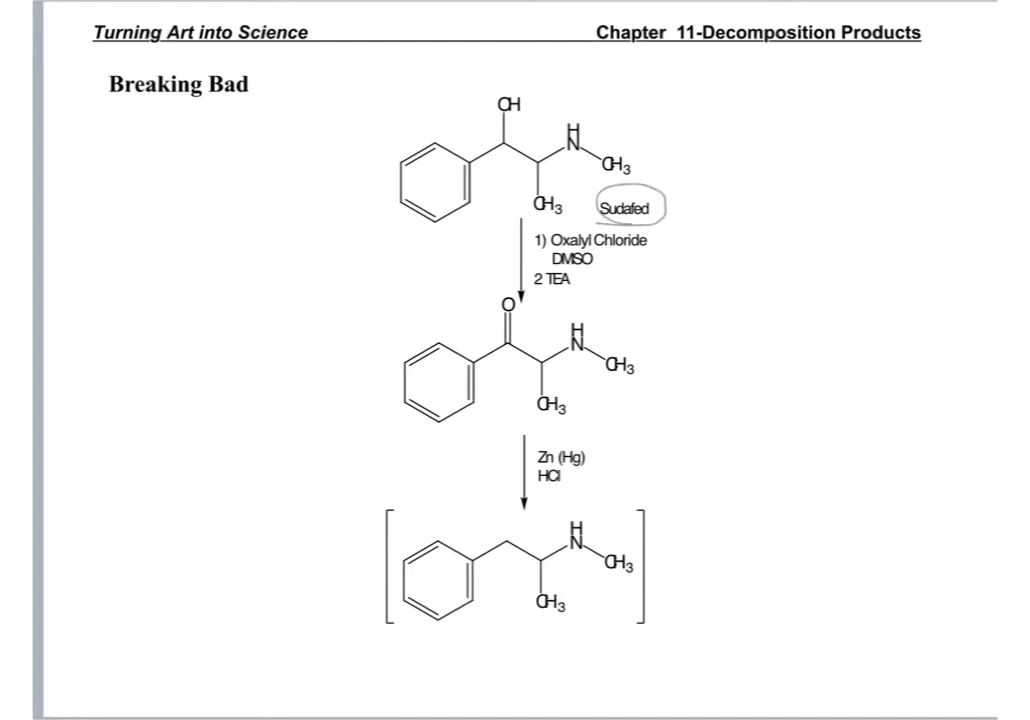 Turning Art into Science
Chapter 11-Decomposition Products
Breaking Bad
OH
H
N
CH3
CH3
Sudafed
1) Oxalyl Chloride
DMSO
2 TEA
O
H
N
CH3
CH3
Zn (Hg)
HCl
H
N
CH3
CH3